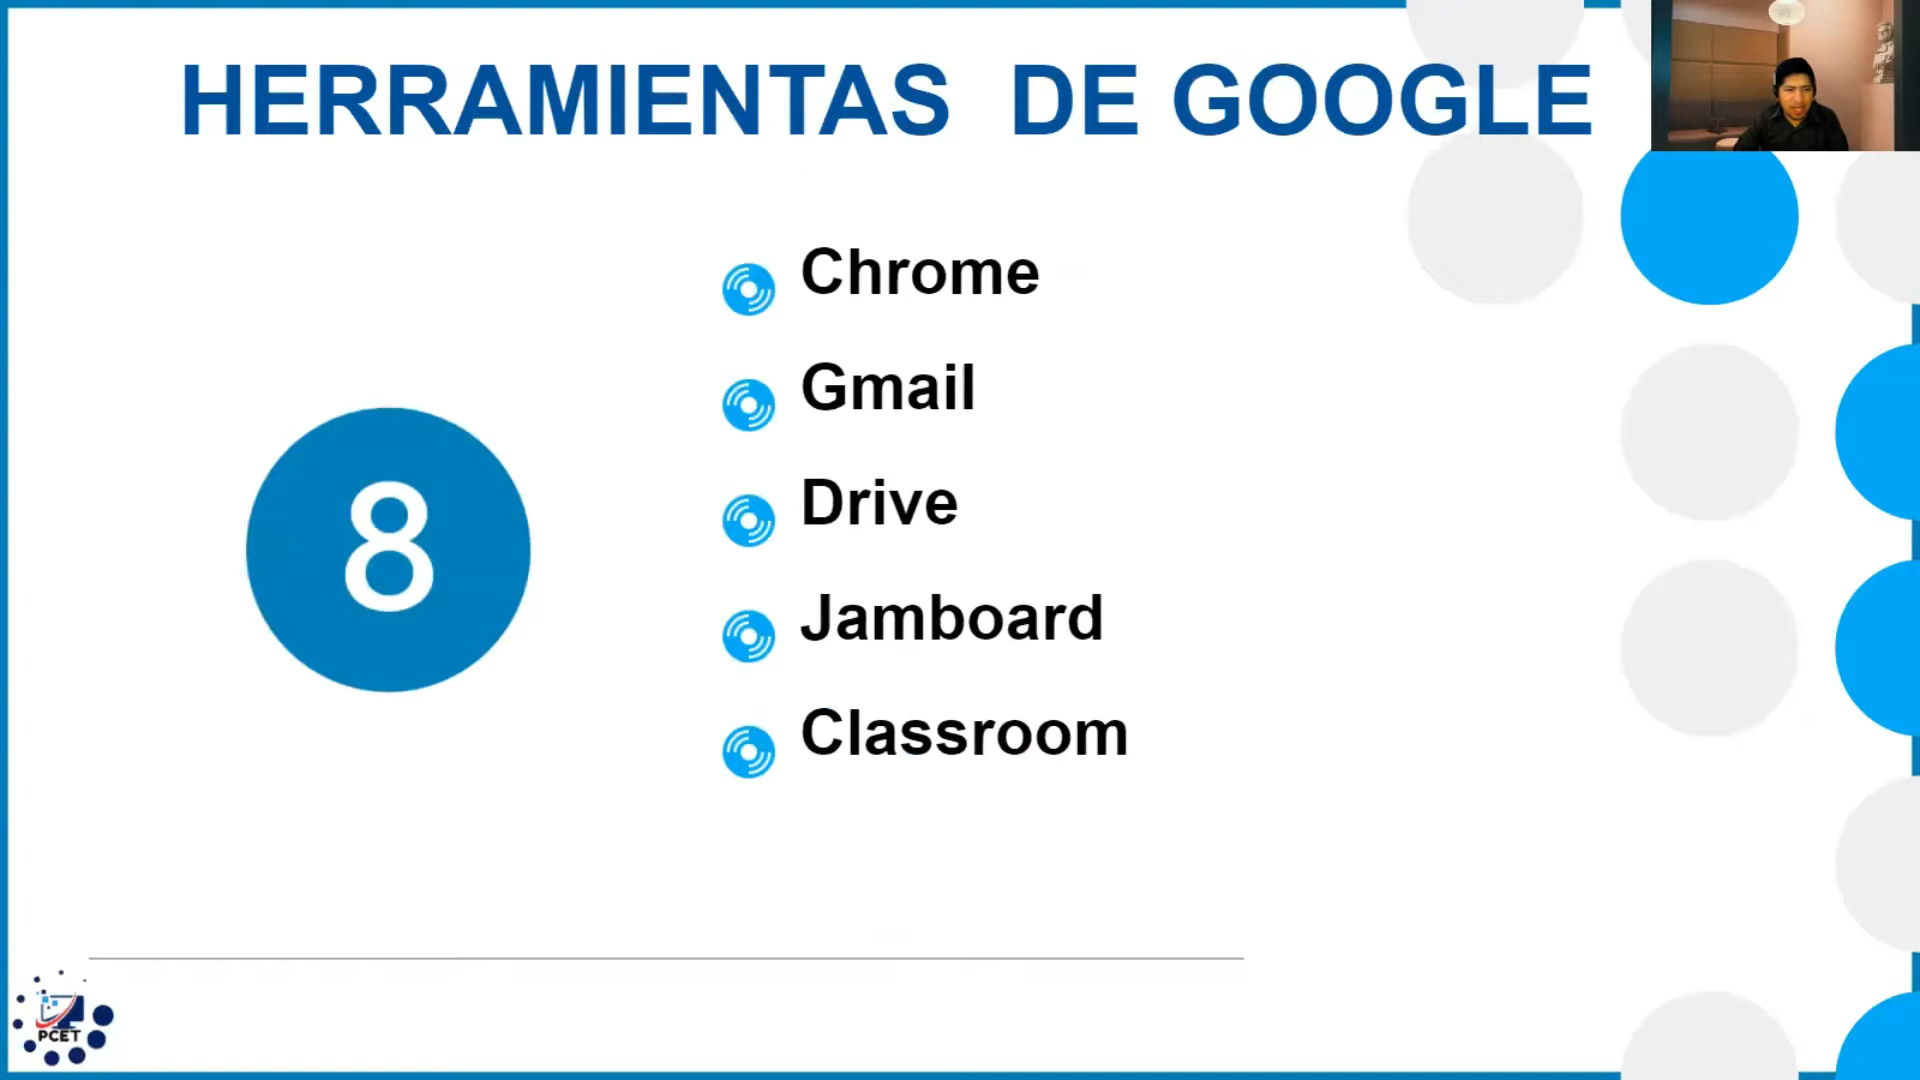 HERRAMIENTAS DE GOOGLE
8
Chrome
Gmail
Drive
Jamboard
Classroom
PCET